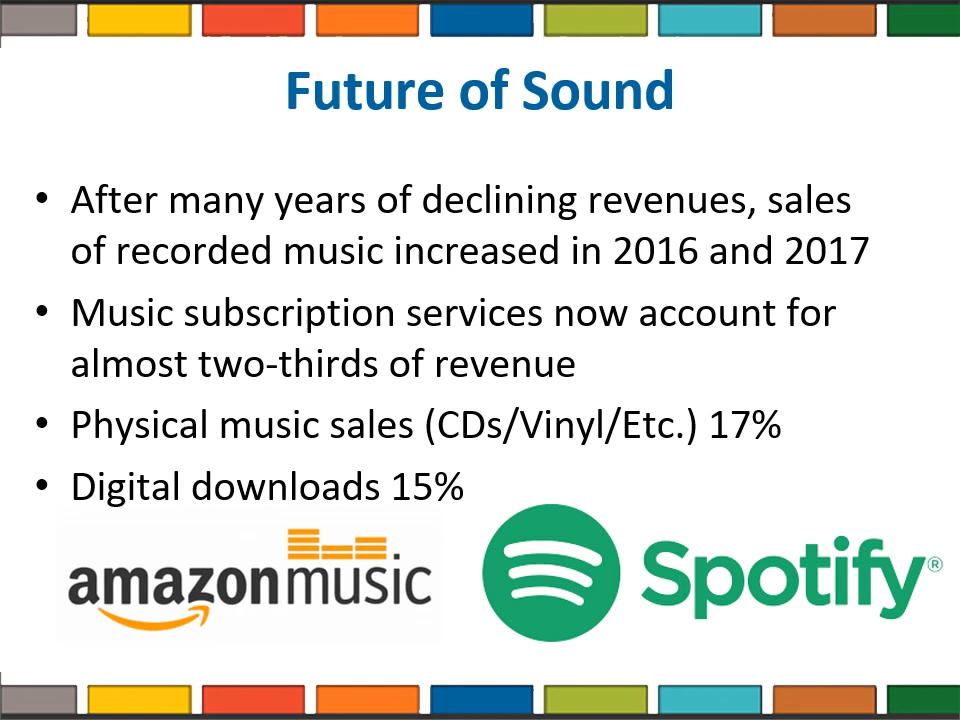 Future of Sound
• After many years of declining revenues, sales
of recorded music increased in 2016 and 2017
• Music subscription services now account for
almost two-thirds of revenue
• Physical music sales (CDs/Vinyl/Etc.) 17%
• Digital downloads 15%
amazonmusic
Spotify®